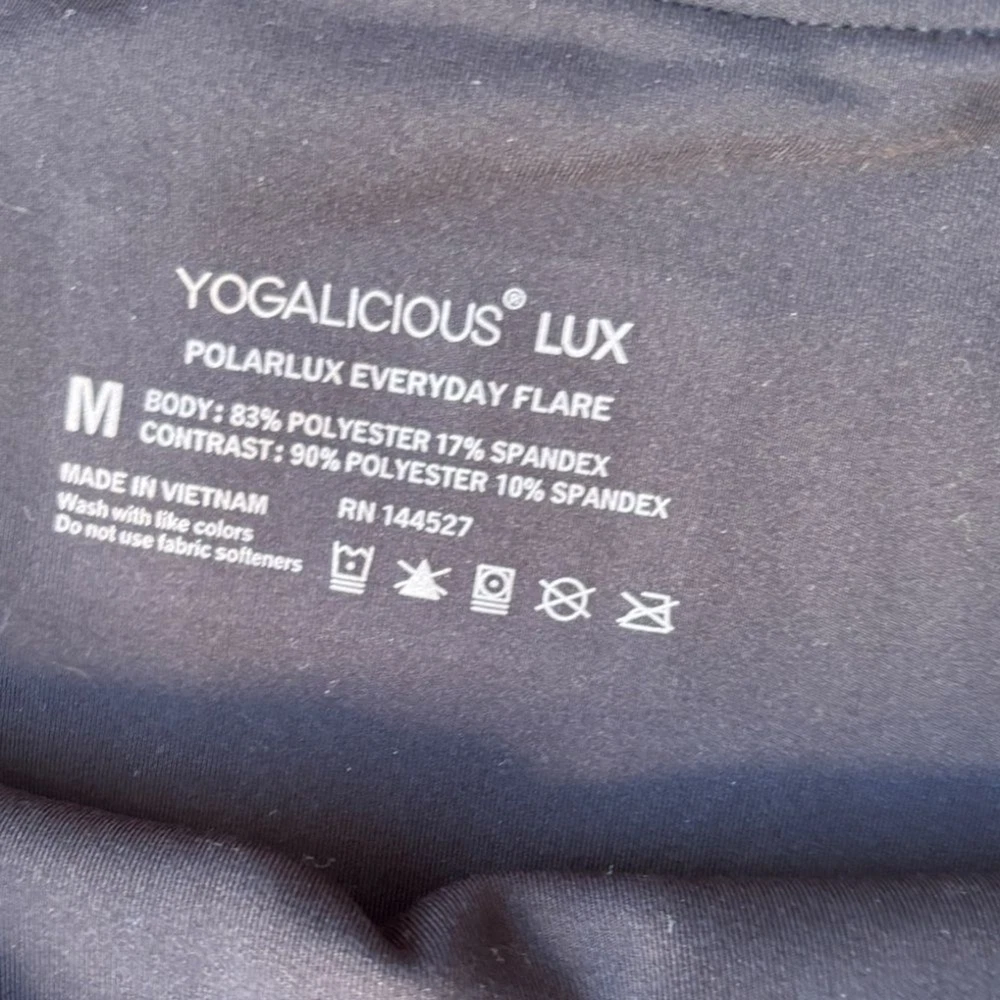 YOGALICIOUS® LUX
POLARLUX EVERYDAY FLARE
M
BODY: 83% POLYESTER 17% SPANDEX
CONTRAST: 90% POLYESTER 10% SPANDEX
MADE IN VIETNAM
RN 144527
Wash with like colors
Do not use fabric softeners